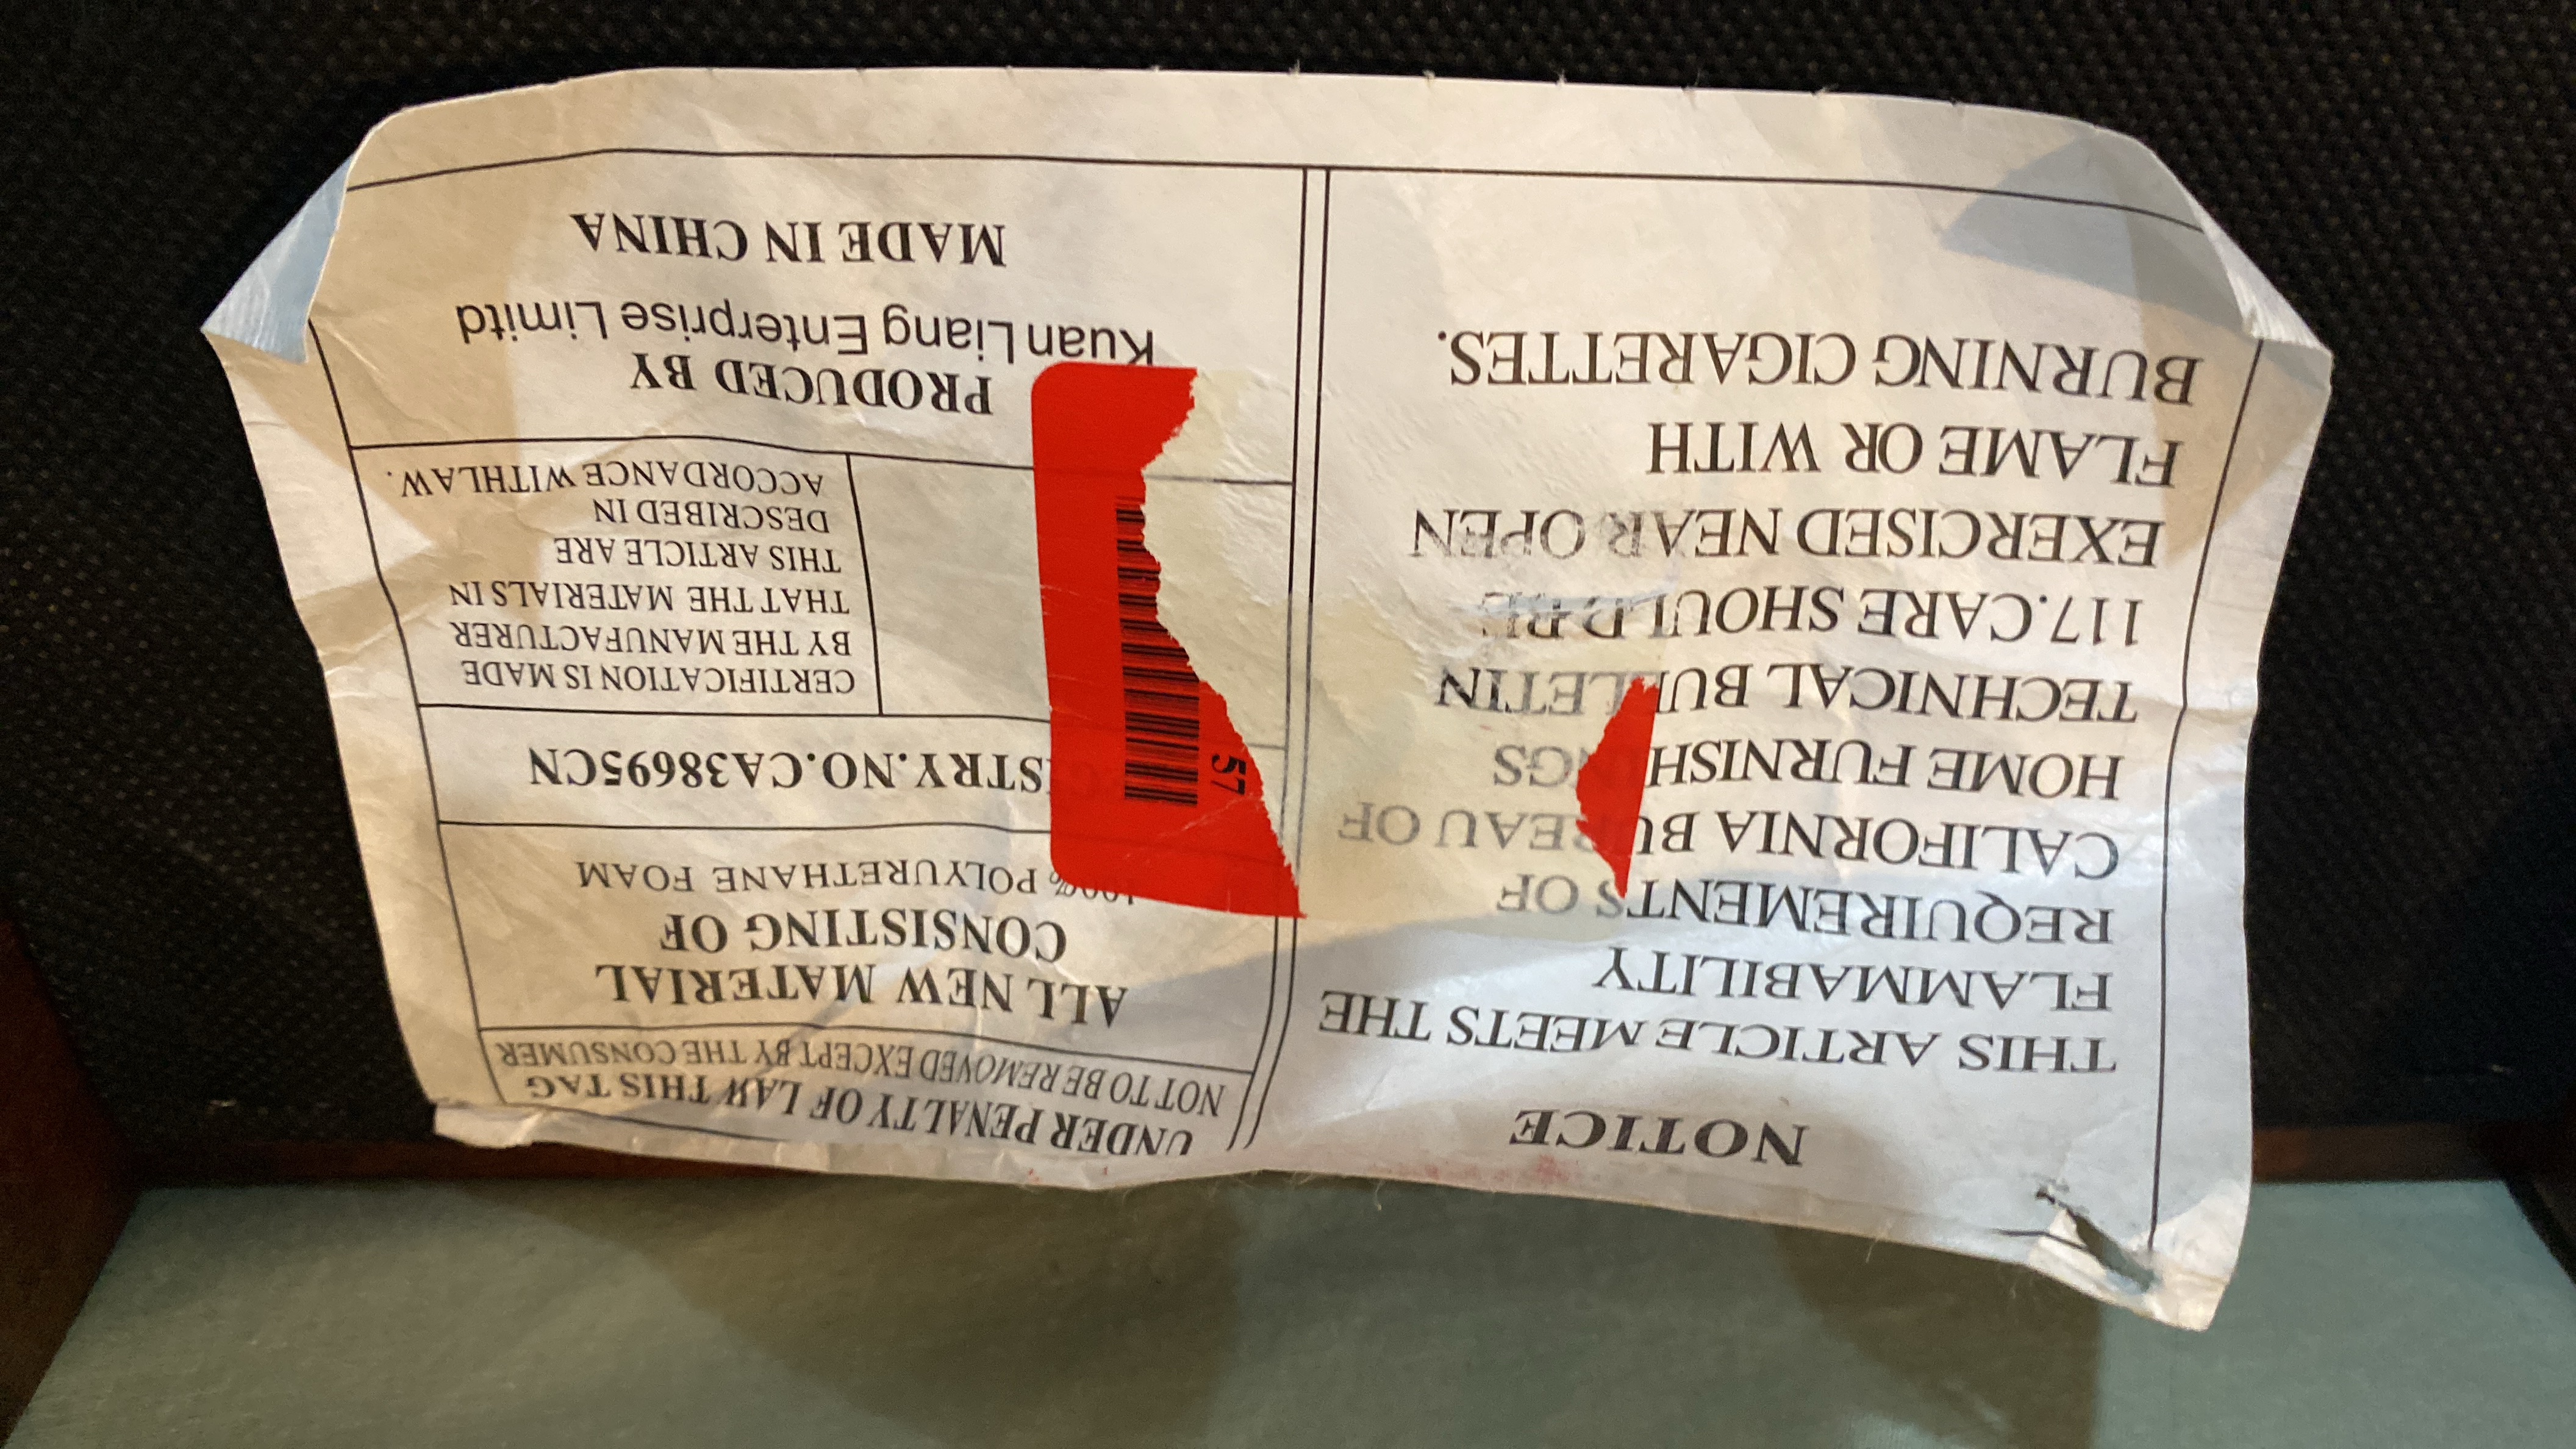 NOTICE
THIS ARTICLE MEETS THE
FLAMMABILITY
REQUIREMENTS OF
CALIFORNIA BUREAU OF
HOME FURNISHINGS
TECHNICAL BULLETIN
117.CARE SHOULD BE
EXERCISED NEAR OPEN
FLAME OR WITH
BURNING CIGARETTES.
UNDER PENALTY OF LAW THIS TAG
NOT TO BE REMOVED EXCEPT BY THE CONSUMER
ALL NEW MATERIAL
CONSISTING OF
100% POLYURETHANE FOAM
GISTRY.NO.CA38695CN
CERTIFICATION IS MADE
BY THE MANUFACTURER
THAT THE MATERIALS IN
THIS ARTICLE ARE
DESCRIBED IN
ACCORDANCE WITHLAW.
PRODUCED BY
Kuan Liang Enterprise Limitd
MADE IN CHINA
57